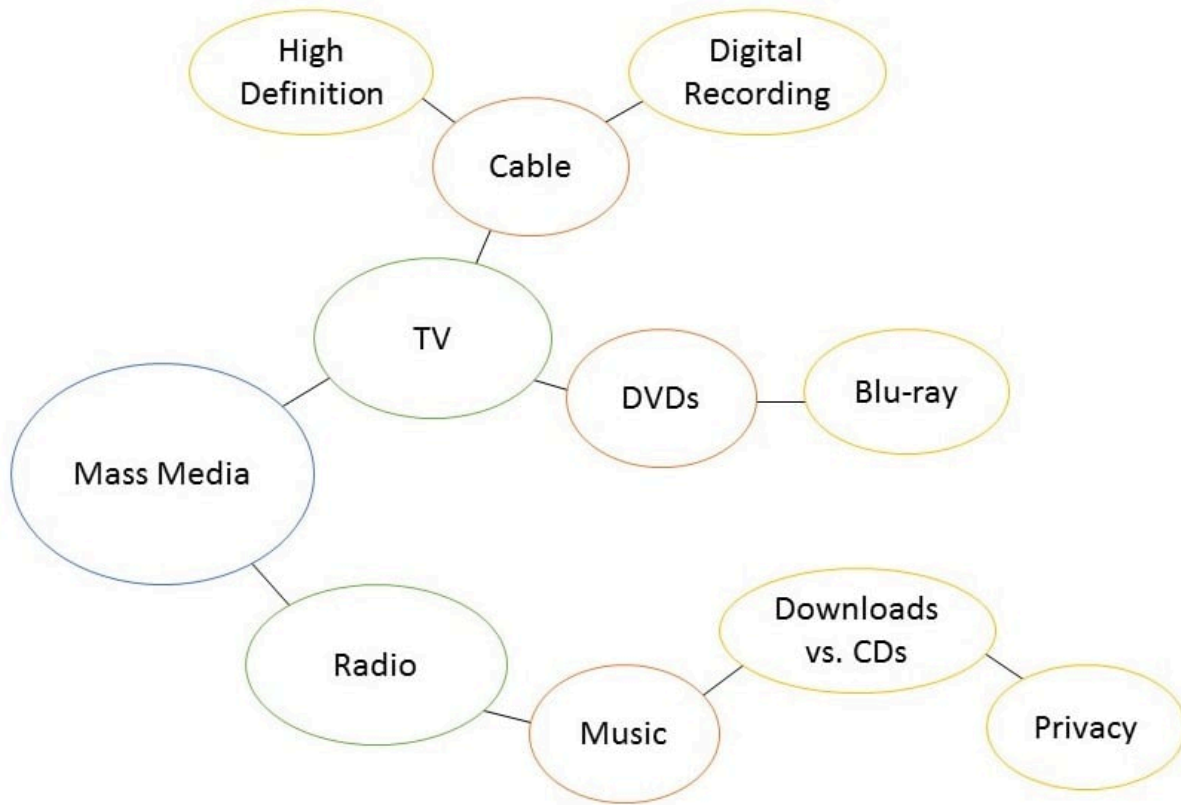 High
Definition
Digital
Recording
Cable
TV
DVDs
Blu-ray
Mass Media
Radio
Music
Downloads
vs. CDs
Privacy